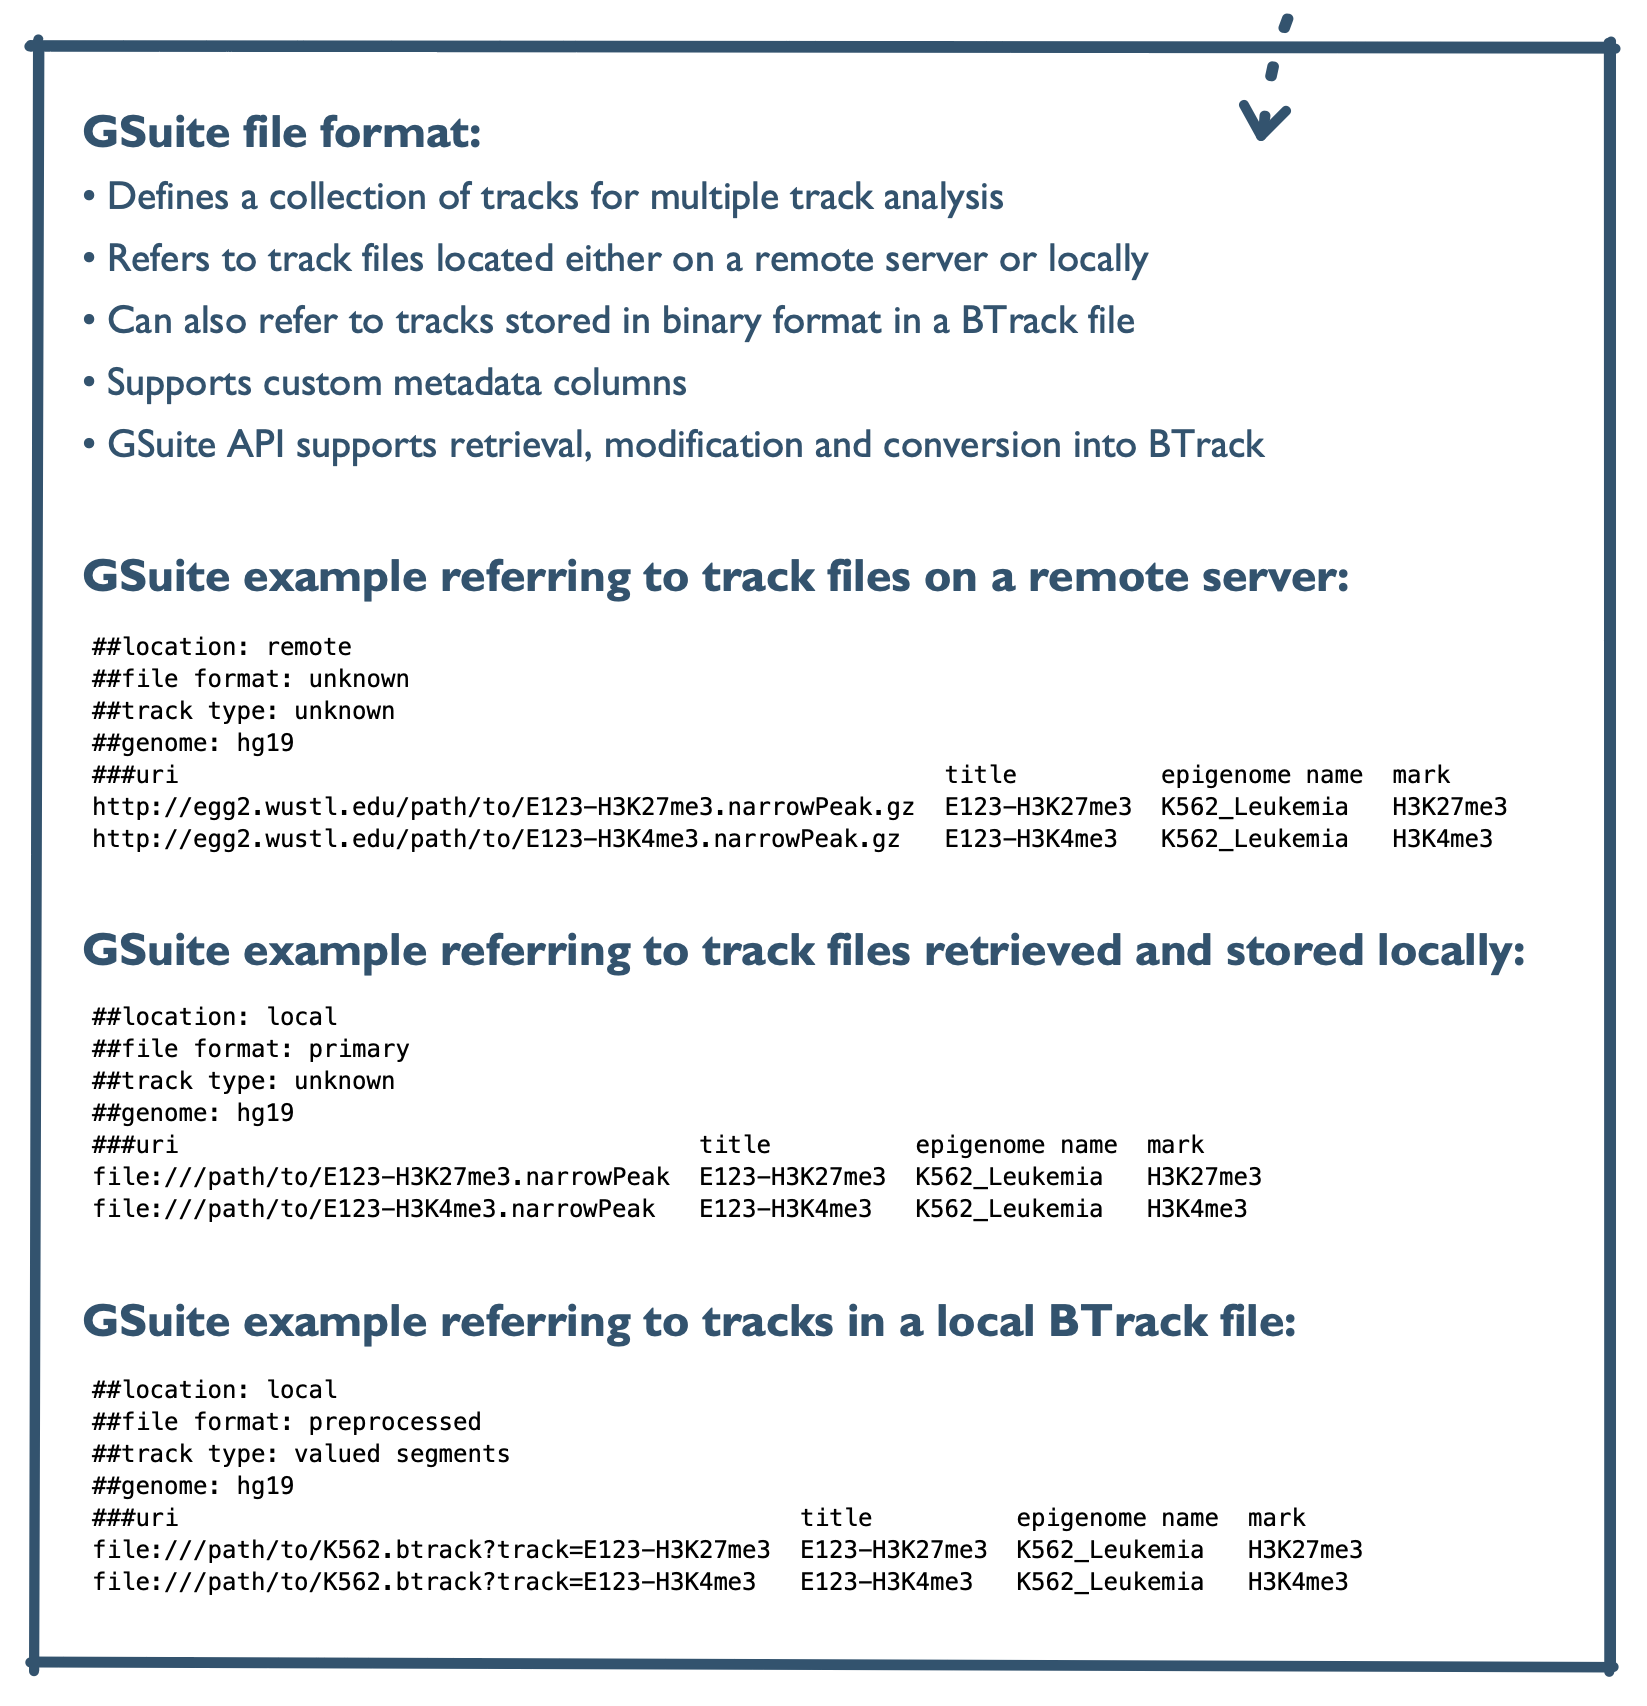 GSuite file format:
• Defines a collection of tracks for multiple track analysis
• Refers to track files located either on a remote server or locally
• Can also refer to tracks stored in binary format in a BTrack file
• Supports custom metadata columns
• GSuite API supports retrieval, modification and conversion into BTrack
GSuite example referring to track files on a remote server:
##location: remote
##file format: unknown
##track type: unknown
##genome: hg19
###uri title epigenome name mark
http://egg2.wustl.edu/path/to/E123-H3K27me3.narrowPeak.gz E123-H3K27me3 K562_Leukemia H3K27me3
http://egg2.wustl.edu/path/to/E123-H3K4me3.narrowPeak.gz E123-H3K4me3 K562_Leukemia H3K4me3
GSuite example referring to track files retrieved and stored locally:
##location: local
##file format: primary
##track type: unknown
##genome: hg19
###uri title epigenome name mark
file:///path/to/E123-H3K27me3.narrowPeak E123-H3K27me3 K562_Leukemia H3K27me3
file:///path/to/E123-H3K4me3.narrowPeak E123-H3K4me3 K562_Leukemia H3K4me3
GSuite example referring to tracks in a local BTrack file:
##location: local
##file format: preprocessed
##track type: valued segments
##genome: hg19
###uri title epigenome name mark
file:///path/to/K562.btrack?track=E123-H3K27me3 E123-H3K27me3 K562_Leukemia H3K27me3
file:///path/to/K562.btrack?track=E123-H3K4me3 E123-H3K4me3 K562_Leukemia H3K4me3